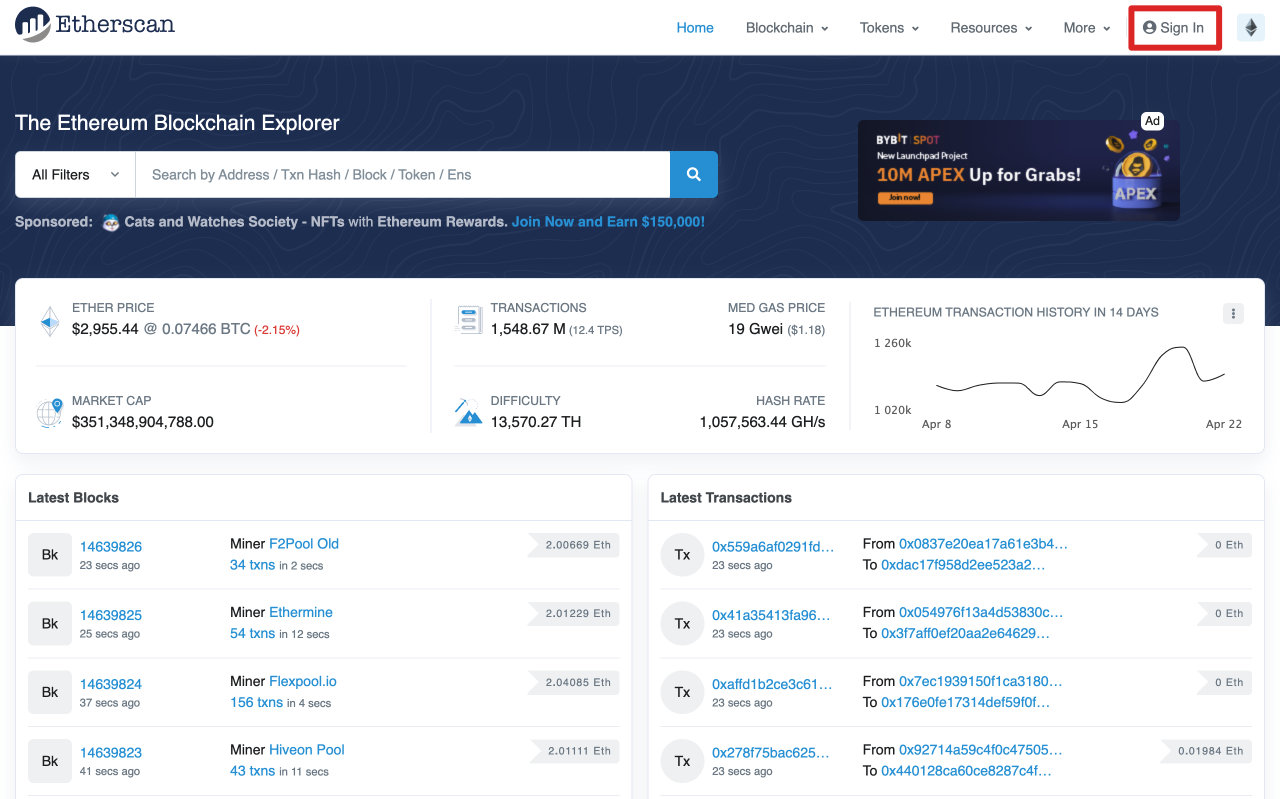 Etherscan
Home Blockchain Tokens Resources More Sign In
The Ethereum Blockchain Explorer
All Filters Search by Address / Txn Hash / Block / Token / Ens
Sponsored: Cats and Watches Society - NFTs with Ethereum Rewards. Join Now and Earn $150,000!
Ad
BYBIT SPOT
New Launchpad Project
10M APEX Up for Grabs!
Join now!
APEX
ETHER PRICE
$2,955.44 @ 0.07466 BTC (-2.15%)
MARKET CAP
$351,348,904,788.00
TRANSACTIONS
1,548.67 M (12.4 TPS)
MED GAS PRICE
19 Gwei ($1.18)
DIFFICULTY
13,570.27 TH
HASH RATE
1,057,563.44 GH/s
ETHEREUM TRANSACTION HISTORY IN 14 DAYS
1 260k
1 020k
Apr 8 Apr 15 Apr 22
Latest Blocks
Bk 14639826 Miner F2Pool Old 2.00669 Eth
23 secs ago 34 txns in 2 secs
Bk 14639825 Miner Ethermine 2.01229 Eth
25 secs ago 54 txns in 12 secs
Bk 14639824 Miner Flexpool.io 2.04085 Eth
37 secs ago 156 txns in 4 secs
Bk 14639823 Miner Hiveon Pool 2.01111 Eth
41 secs ago 43 txns in 11 secs
Latest Transactions
Tx 0x559a6af0291fd... From 0x0837e20ea17a61e3b4... 0 Eth
23 secs ago To 0xdac17f958d2ee523a2...
Tx 0x41a35413fa96... From 0x054976f13a4d53830c... 0 Eth
23 secs ago To 0x3f7aff0ef20aa2e64629...
Tx 0xaffd1b2ce3c61... From 0x7ec1939150f1ca3180... 0 Eth
23 secs ago To 0x176e0fe17314def59f0f...
Tx 0x278f75bac625... From 0x92714a59c4f0c47505... 0.01984 Eth
23 secs ago To 0x440128ca60ce8287c4f...